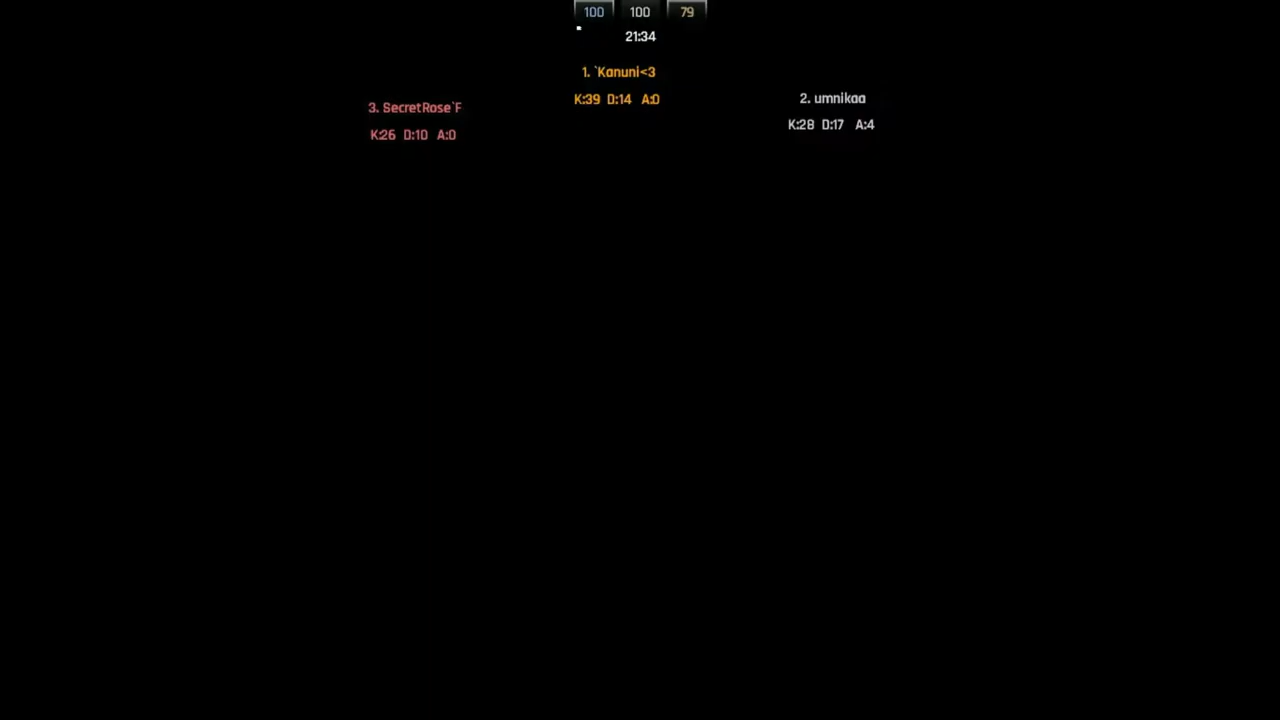 100 100 79
21:34
1. `Kanuni<3
K:39 D:14 A:0
2. umnikaa
K:28 D:17 A:4
3. SecretRose`F
K:26 D:10 A:0